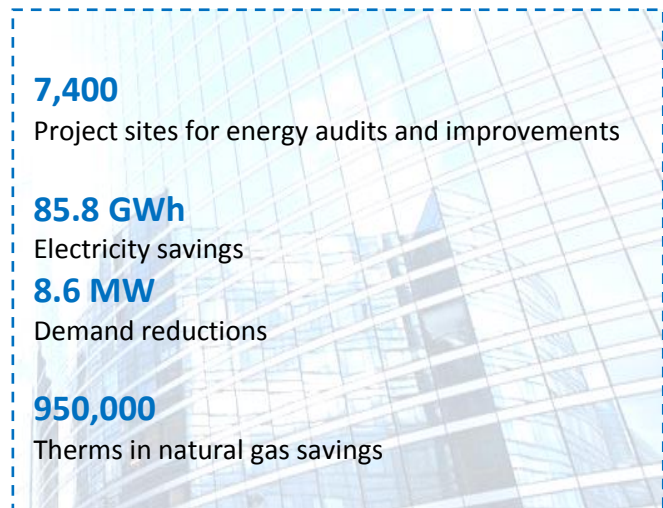 7,400
Project sites for energy audits and improvements
85.8 GWh
Electricity savings
8.6 MW
Demand reductions
950,000
Therms in natural gas savings